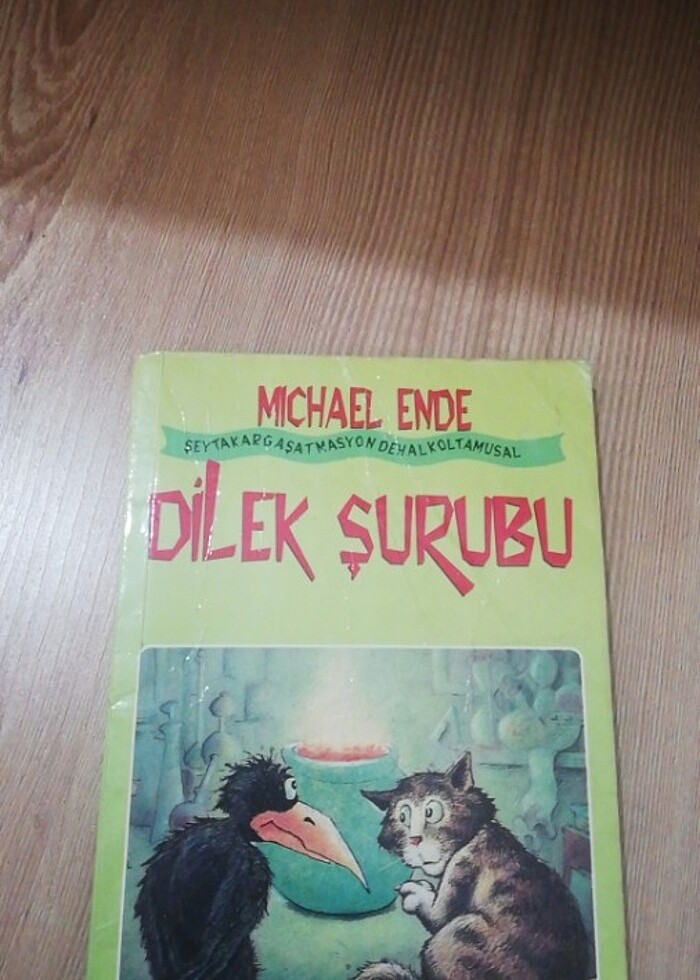 MICHAEL ENDE
ŞEYTAKARGAŞATMASYONDEHALKOLTAMUSAL
DİLEK ŞURUBU